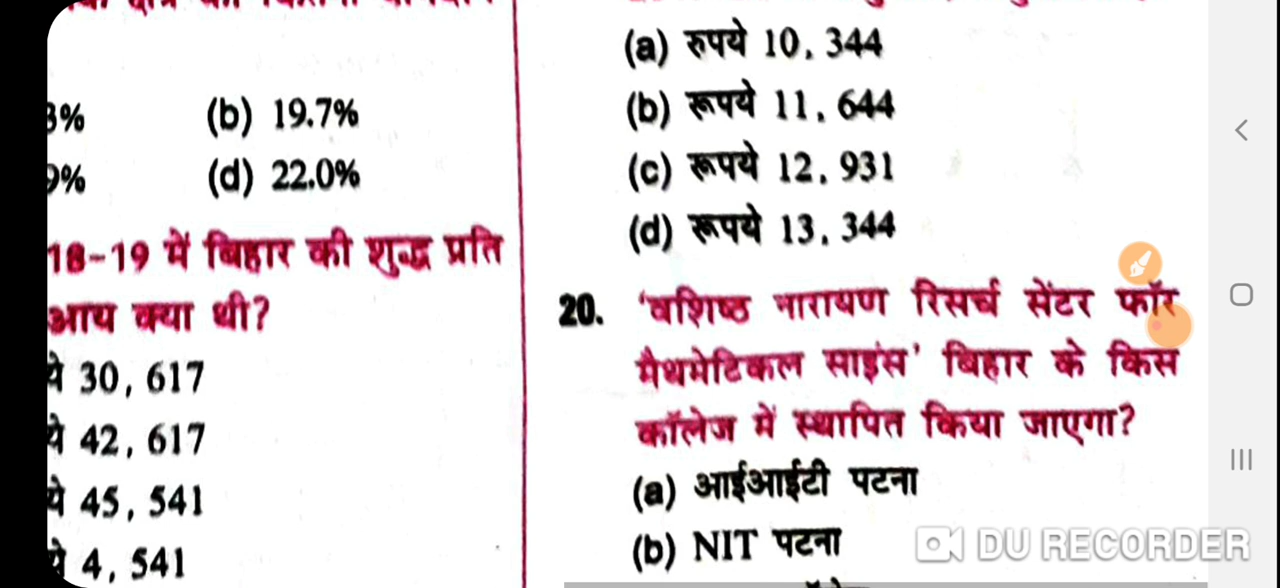 3%
(b) 19.7%
9%
(d) 22.0%
18-19 में बिहार की शुद्ध प्रति
आय क्या थी?
ये 30, 617
ये 42, 617
ये 45, 541
ये 4, 541
(a) रुपये 10, 344
(b) रूपये 11, 644
(c) रूपये 12, 931
(d) रूपये 13, 344
20. 'वशिष्ठ नारायण रिसर्च सेंटर फॉर
मैथमेटिकल साइंस' बिहार के किस
कॉलेज में स्थापित किया जाएगा?
(a) आईआईटी पटना
(b) NIT पटना
DU RECORDER